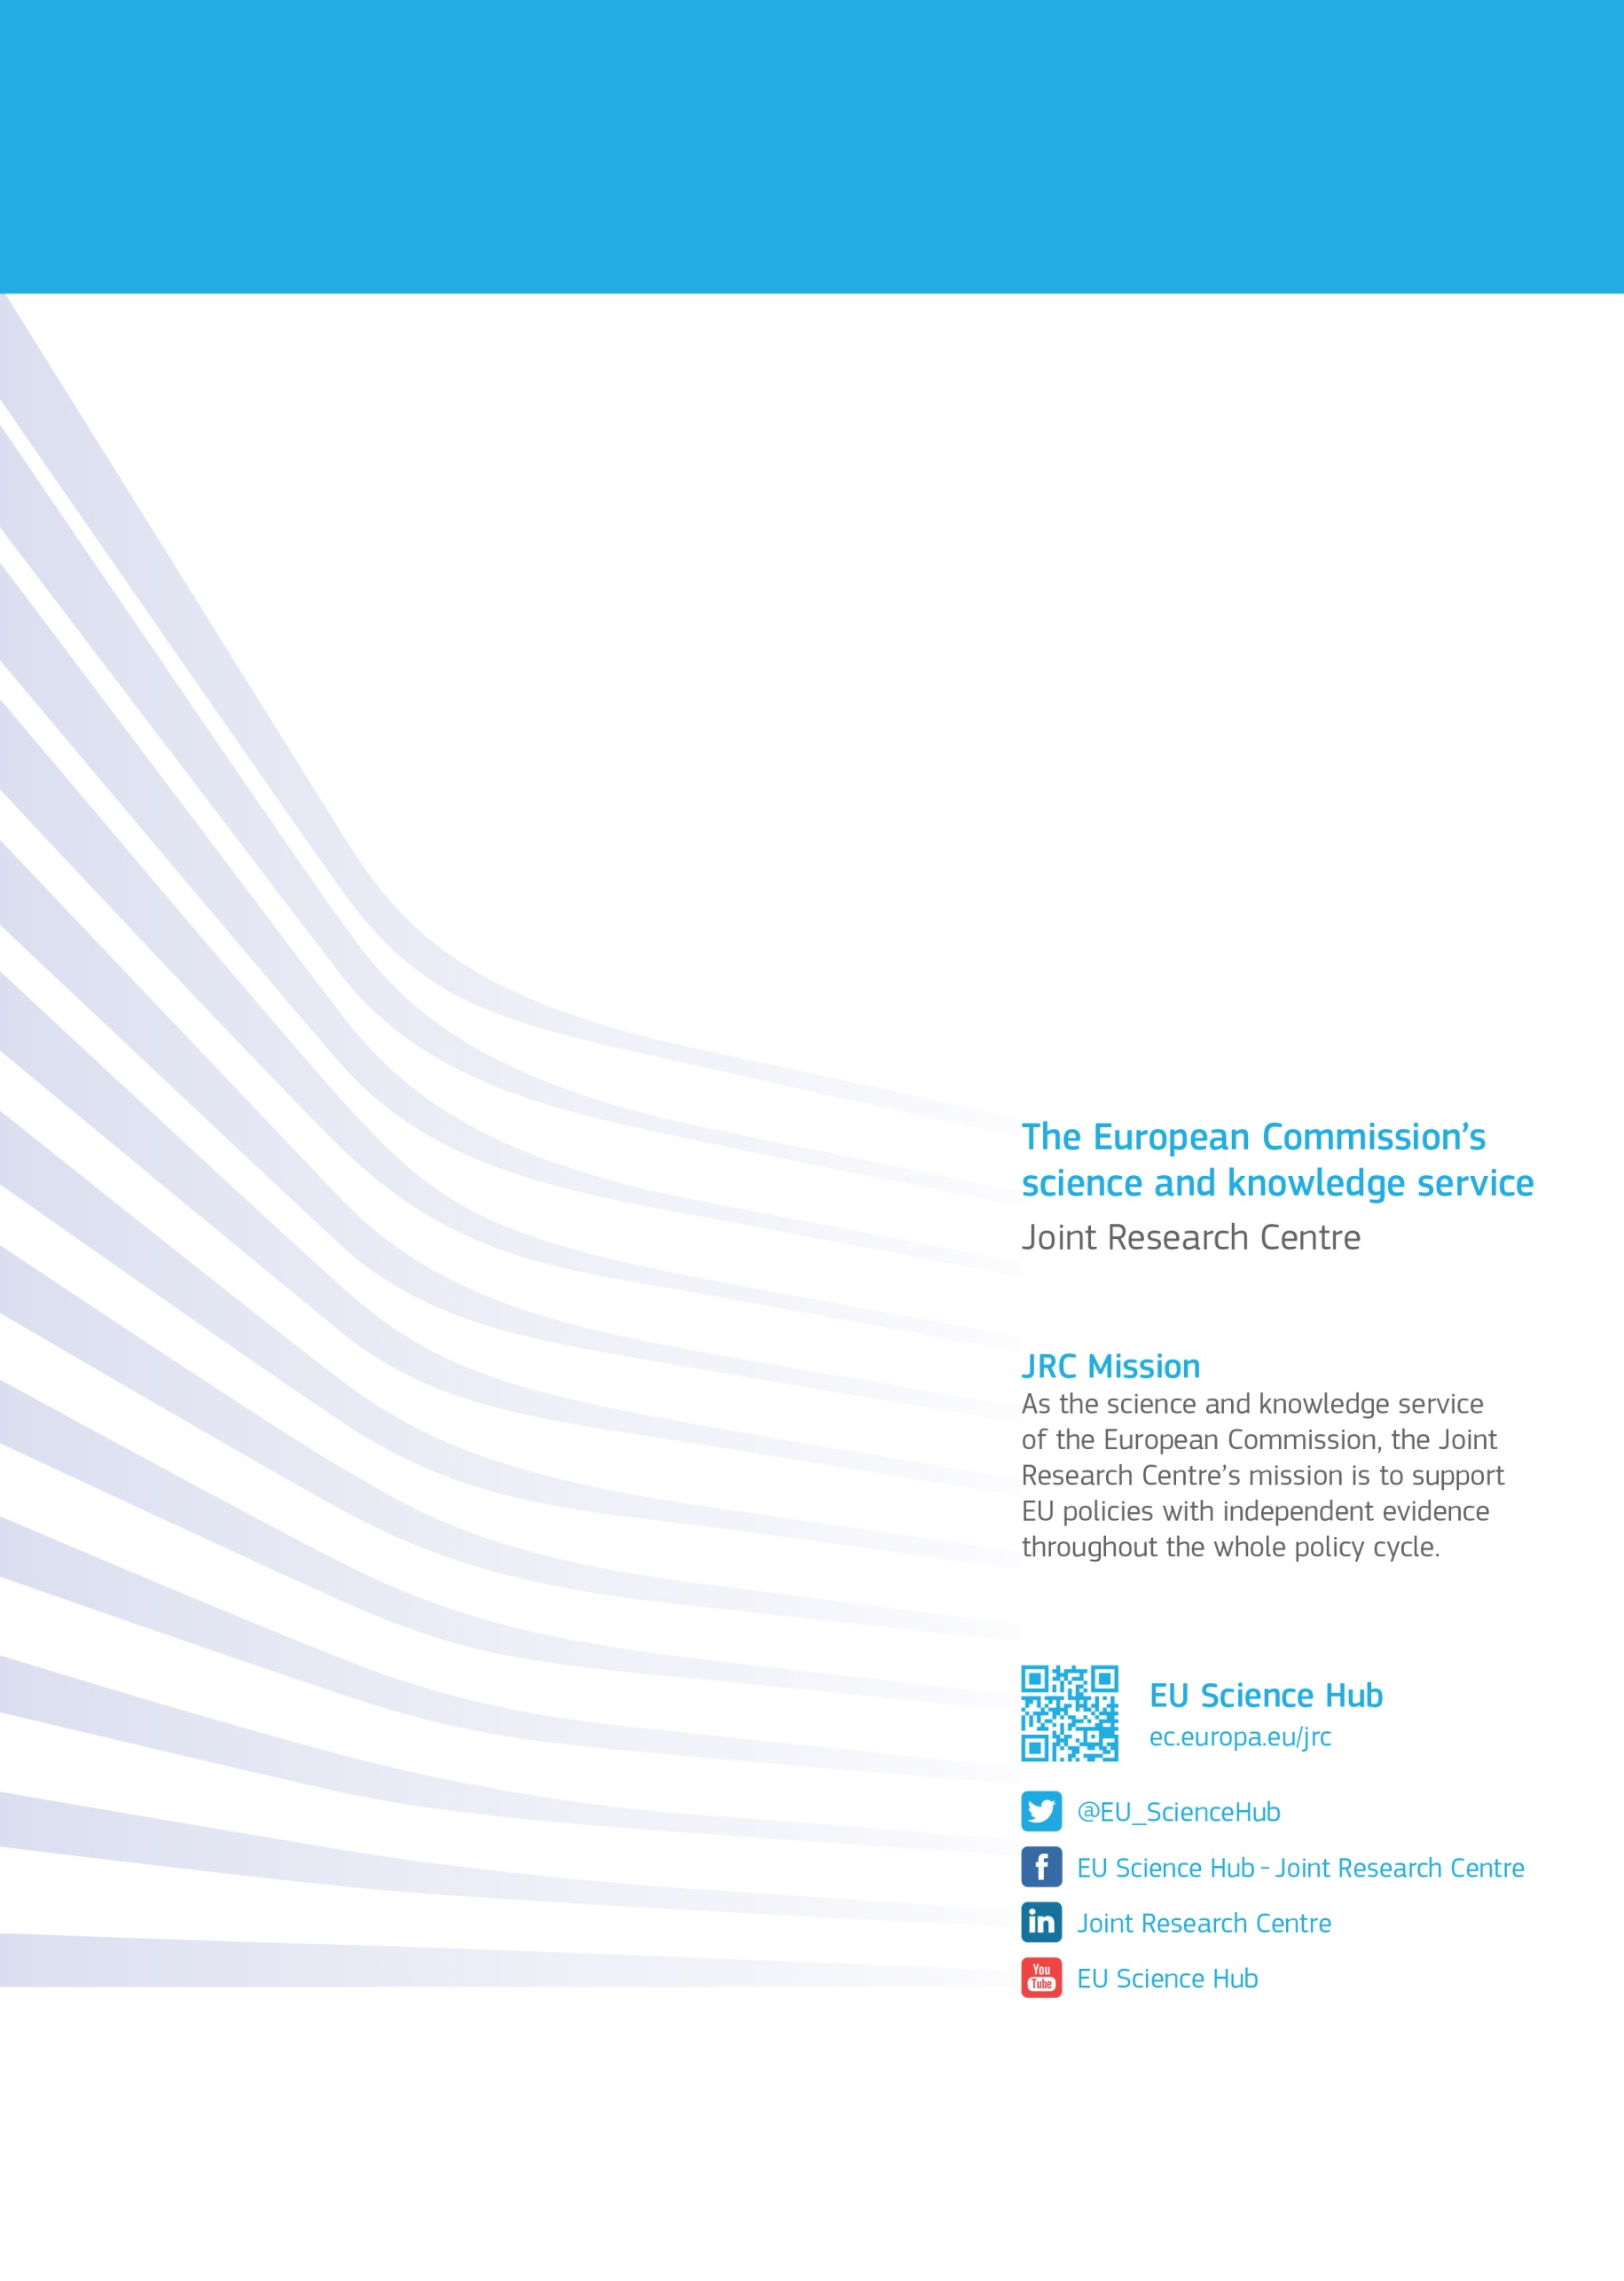 The European Commission's
science and knowledge service
Joint Research Centre
JRC Mission
As the science and knowledge service
of the European Commission, the Joint
Research Centre's mission is to support
EU policies with independent evidence
throughout the whole policy cycle.
EU Science Hub
ec.europa.eu/jrc
@EU_ScienceHub
EU Science Hub - Joint Research Centre
in Joint Research Centre
You
Tube
EU Science Hub